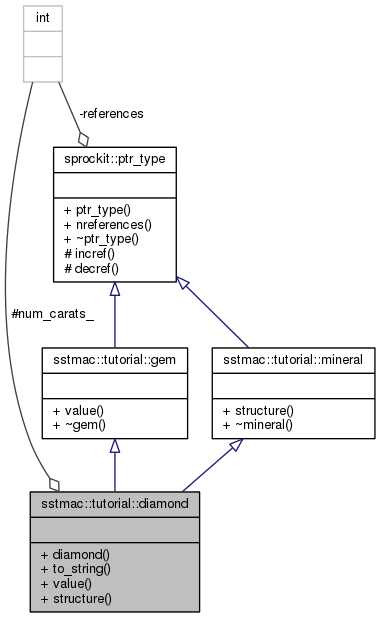 int
-references
sprockit::ptr_type
+ ptr_type()
+ nreferences()
+ ~ptr_type()
# incref()
# decref()
#num_carats_
sstmac::tutorial::gem
+ value()
+ ~gem()
sstmac::tutorial::mineral
+ structure()
+ ~mineral()
sstmac::tutorial::diamond
+ diamond()
+ to_string()
+ value()
+ structure()